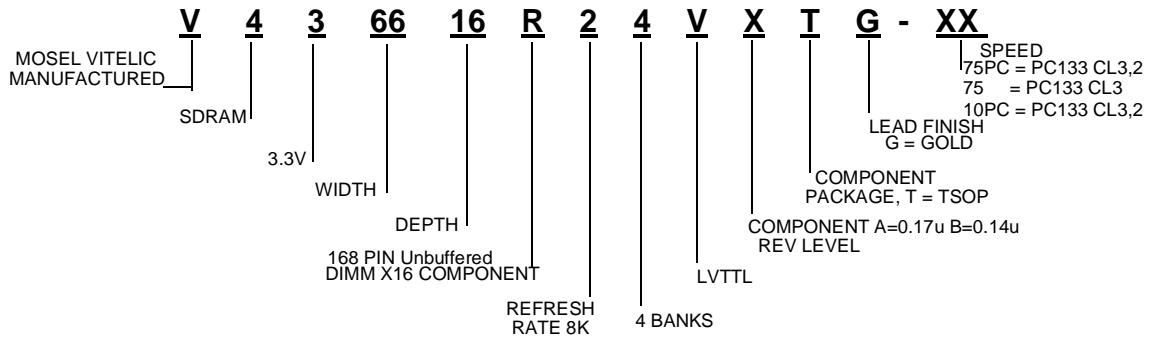 V 4 3 66 16 R 2 4 V X T G - XX
MOSEL VITELIC
MANUFACTURED
SDRAM
3.3V
WIDTH
DEPTH
168 PIN Unbuffered
DIMM X16 COMPONENT
REFRESH
RATE 8K
4 BANKS
LVTTL
COMPONENT A=0.17u B=0.14u
REV LEVEL
COMPONENT
PACKAGE, T = TSOP
LEAD FINISH
G = GOLD
SPEED
75PC = PC133 CL3,2
75 = PC133 CL3
10PC = PC133 CL3,2